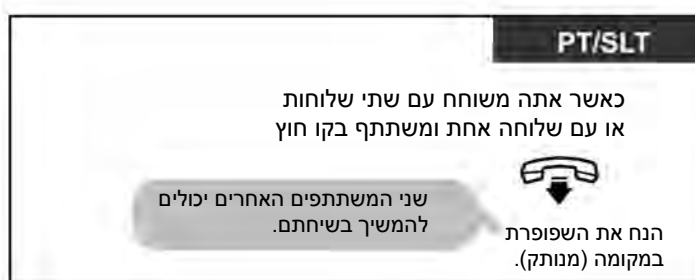 PT/SLT
כאשר אתה משוחח עם שתי שלוחות
או עם שלוחה אחת ומשתתף בקו חוץ
שני המשתתפים האחרים יכולים
להמשיך בשיחתם.
הנח את השפופרת
במקומה (מנותק).